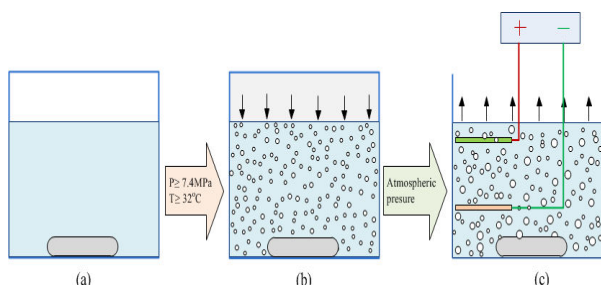 + −
P≥ 7.4MPa
T≥ 32°C
Atmospheric
presure
(a)
(b)
(c)